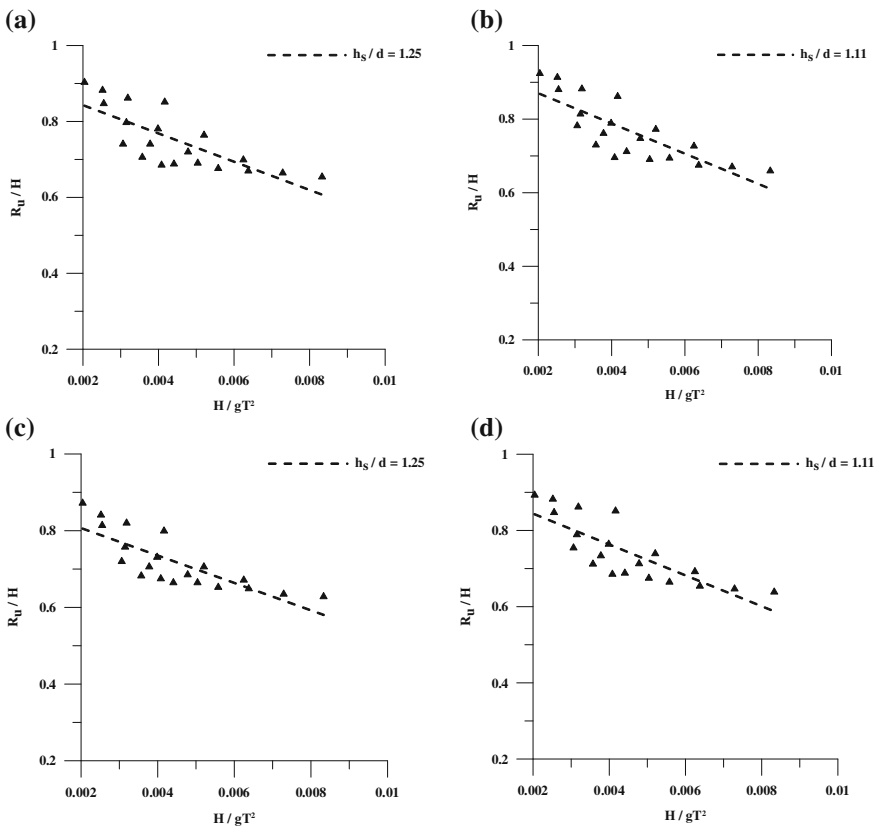 (a)
h_s / d = 1.25
1
0.8
0.6
0.4
0.2
R_u / H
0.002
0.004
0.006
0.008
0.01
H / gT²
(b)
h_s / d = 1.11
1
0.8
0.6
0.4
0.2
R_u / H
0.002
0.004
0.006
0.008
0.01
H / gT²
(c)
h_s / d = 1.25
1
0.8
0.6
0.4
0.2
R_u / H
0.002
0.004
0.006
0.008
0.01
H / gT²
(d)
h_s / d = 1.11
1
0.8
0.6
0.4
0.2
R_u / H
0.002
0.004
0.006
0.008
0.01
H / gT²